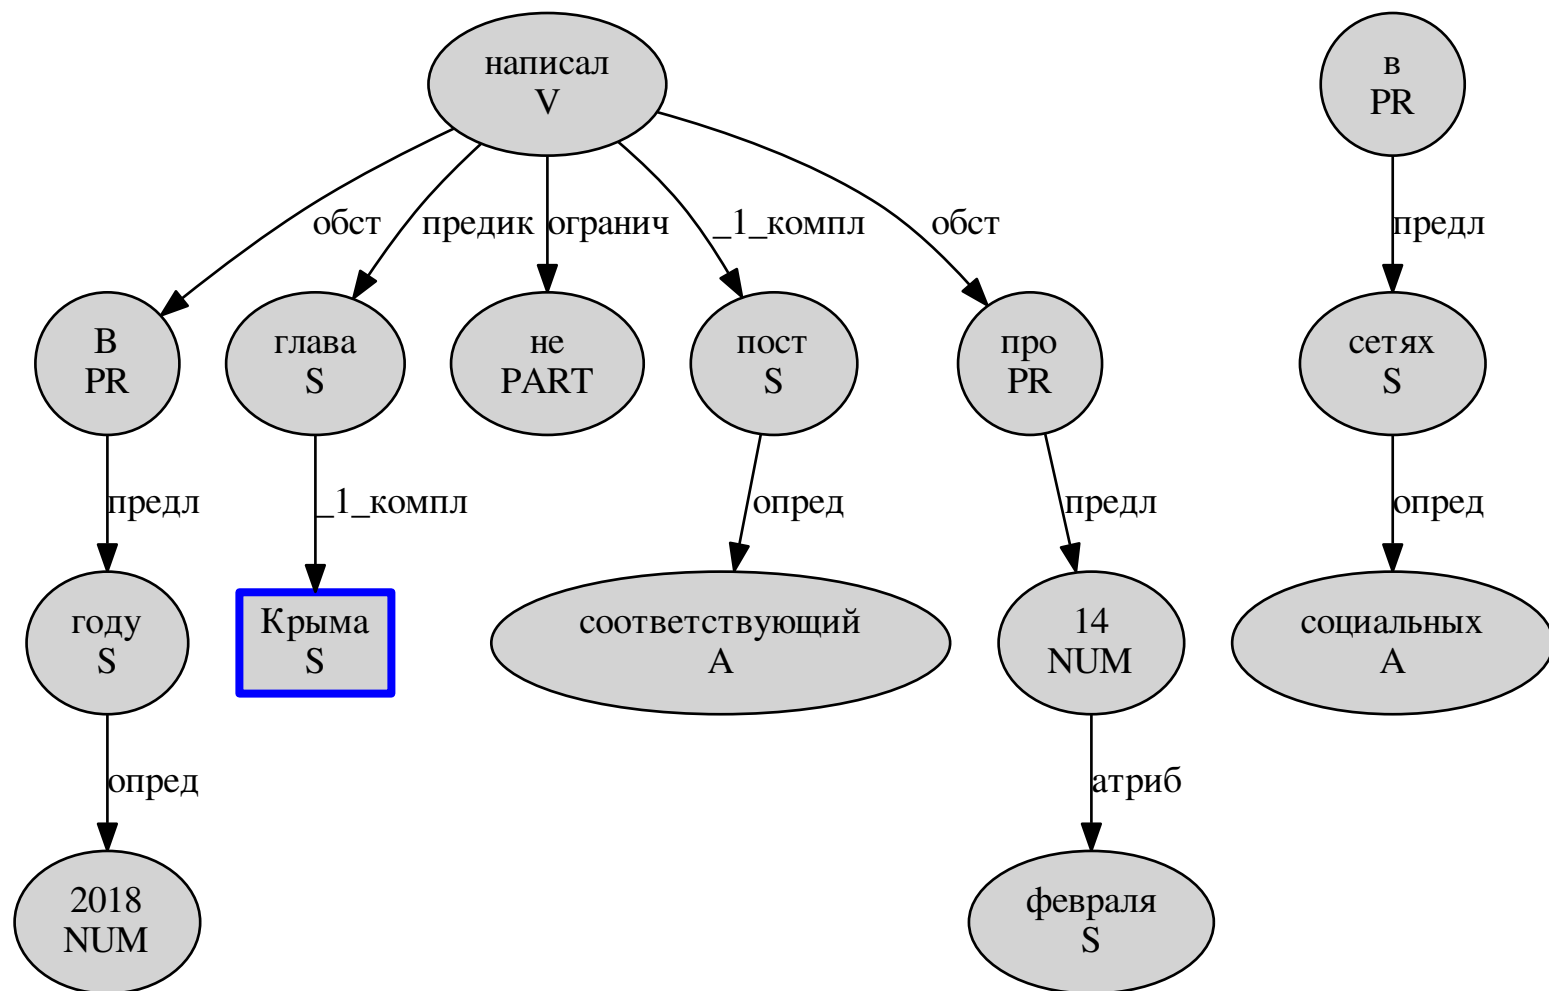 написал
V
в
PR
обст
предик
огранич
_1_компл
обст
предл
В
PR
глава
S
не
PART
пост
S
про
PR
сетях
S
предл
_1_компл
опред
предл
опред
году
S
Крыма
S
соответствующий
A
14
NUM
социальных
A
опред
атриб
2018
NUM
февраля
S